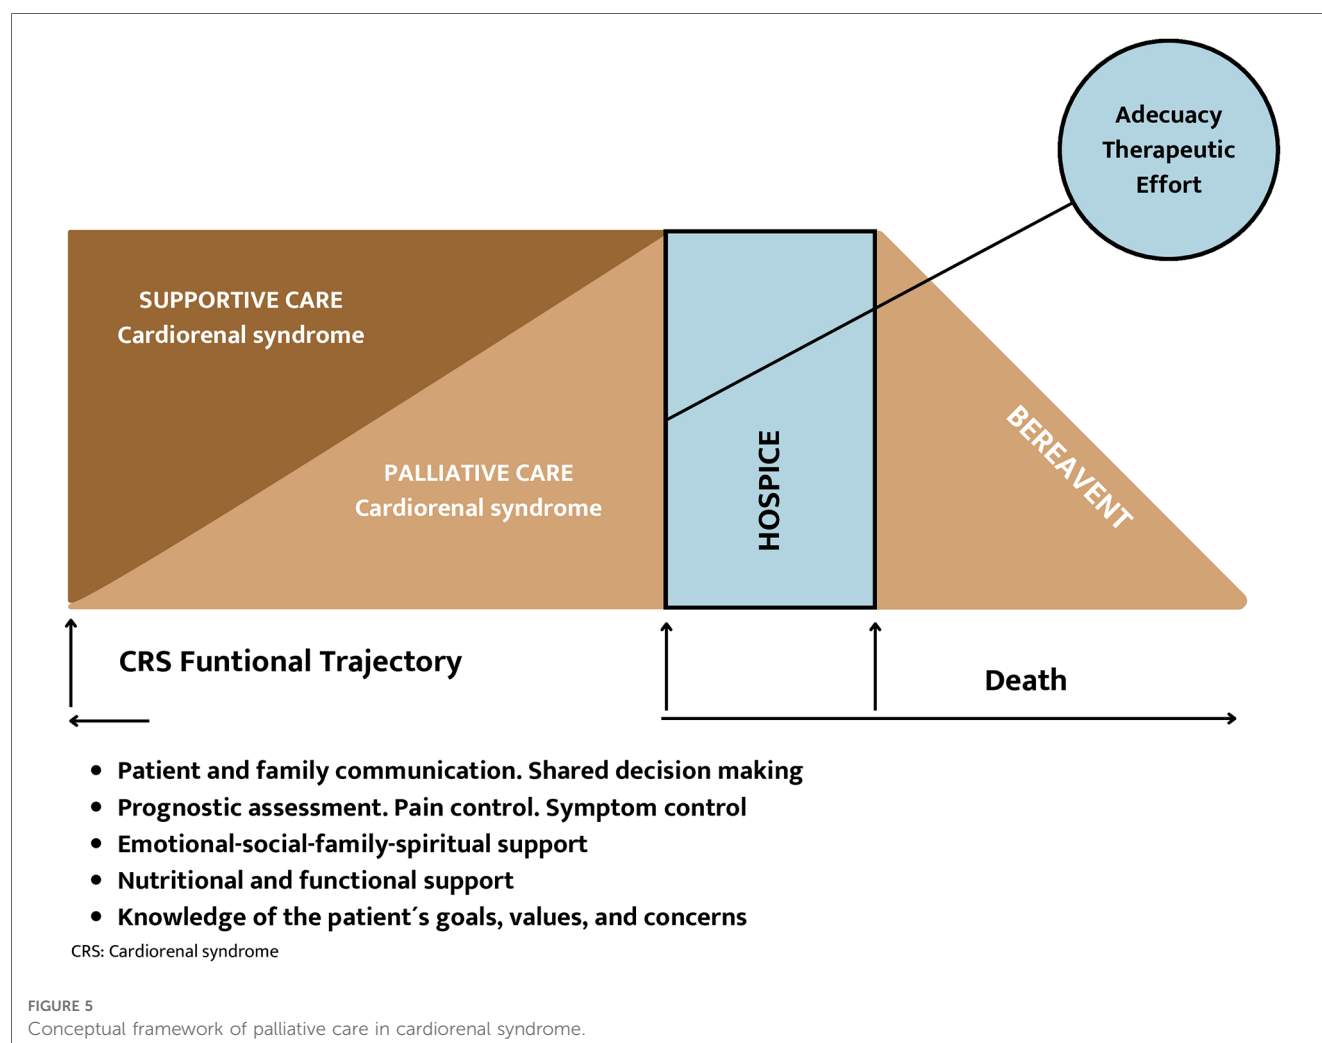 Adecuacy
Therapeutic
Effort
SUPPORTIVE CARE
Cardiorenal syndrome
PALLIATIVE CARE
Cardiorenal syndrome
HOSPICE
BEREAVENT
CRS Funtional Trajectory
Death
• Patient and family communication. Shared decision making
• Prognostic assessment. Pain control. Symptom control
• Emotional-social-family-spiritual support
• Nutritional and functional support
• Knowledge of the patient´s goals, values, and concerns
CRS: Cardiorenal syndrome
FIGURE 5
Conceptual framework of palliative care in cardiorenal syndrome.